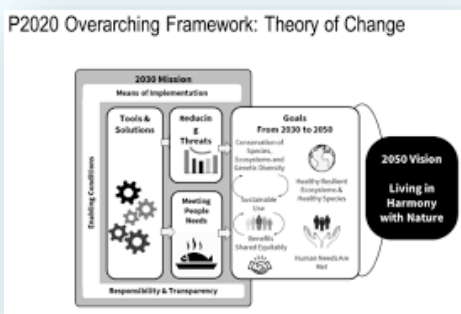 P2020 Overarching Framework: Theory of Change
2030 Mission
Means of Implementation
Enabling Conditions
Tools &
Solutions
Reducin
g
Threats
Meeting
People
Needs
Goals
From 2030 to 2050
Conservation of
Species,
Ecosystems and
Genetic Diversity
Healthy Resilient
Ecosystems &
Healthy Species
Sustainable
Use
Benefits
Shared Equitably
Human Needs Are
Met
Responsibility & Transparency
2050 Vision
Living in
Harmony
with Nature